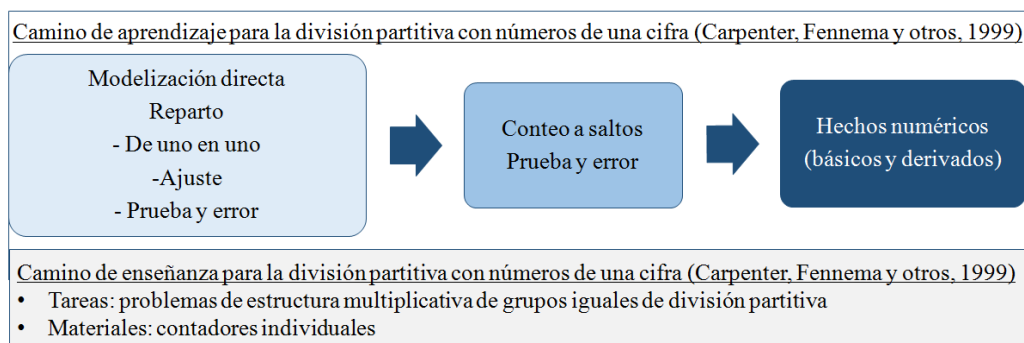 Camino de aprendizaje para la división partitiva con números de una cifra (Carpenter, Fennema y otros, 1999)
Modelización directa
Reparto
- De uno en uno
-Ajuste
- Prueba y error
Conteo a saltos
Prueba y error
Hechos numéricos
(básicos y derivados)
Camino de enseñanza para la división partitiva con números de una cifra (Carpenter, Fennema y otros, 1999)
• Tareas: problemas de estructura multiplicativa de grupos iguales de división partitiva
• Materiales: contadores individuales